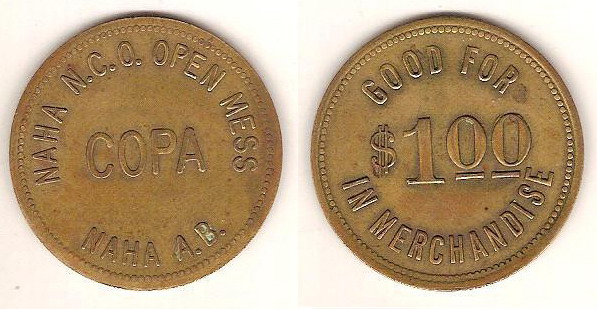 NAHA N.C.O. OPEN MESS
COPA
NAHA A.B.
GOOD FOR
$1.00
IN MERCHANDISE